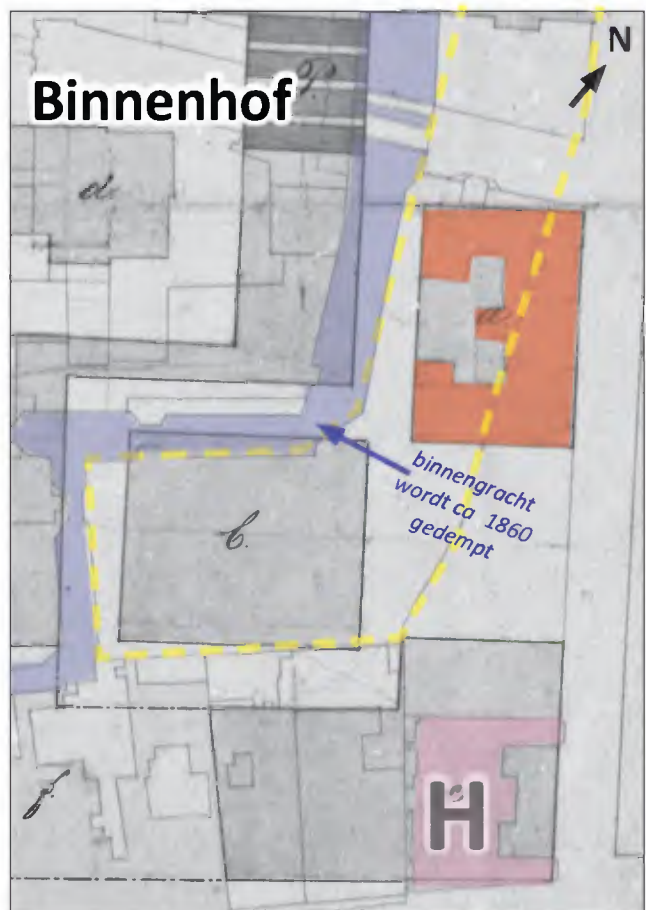 N
Binnenhof
P.
d.
a
binnengracht
wordt ca 1860
gedempt
b.
f.
e
H